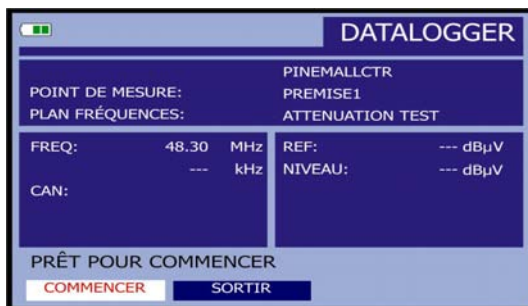 DATALOGGER
PINEMALLCTR
POINT DE MESURE: PREMISE1
PLAN FRÉQUENCES: ATTENUATION TEST
FREQ: 48.30 MHz
--- kHz
CAN:
REF: --- dBµV
NIVEAU: --- dBµV
PRÊT POUR COMMENCER
COMMENCER SORTIR